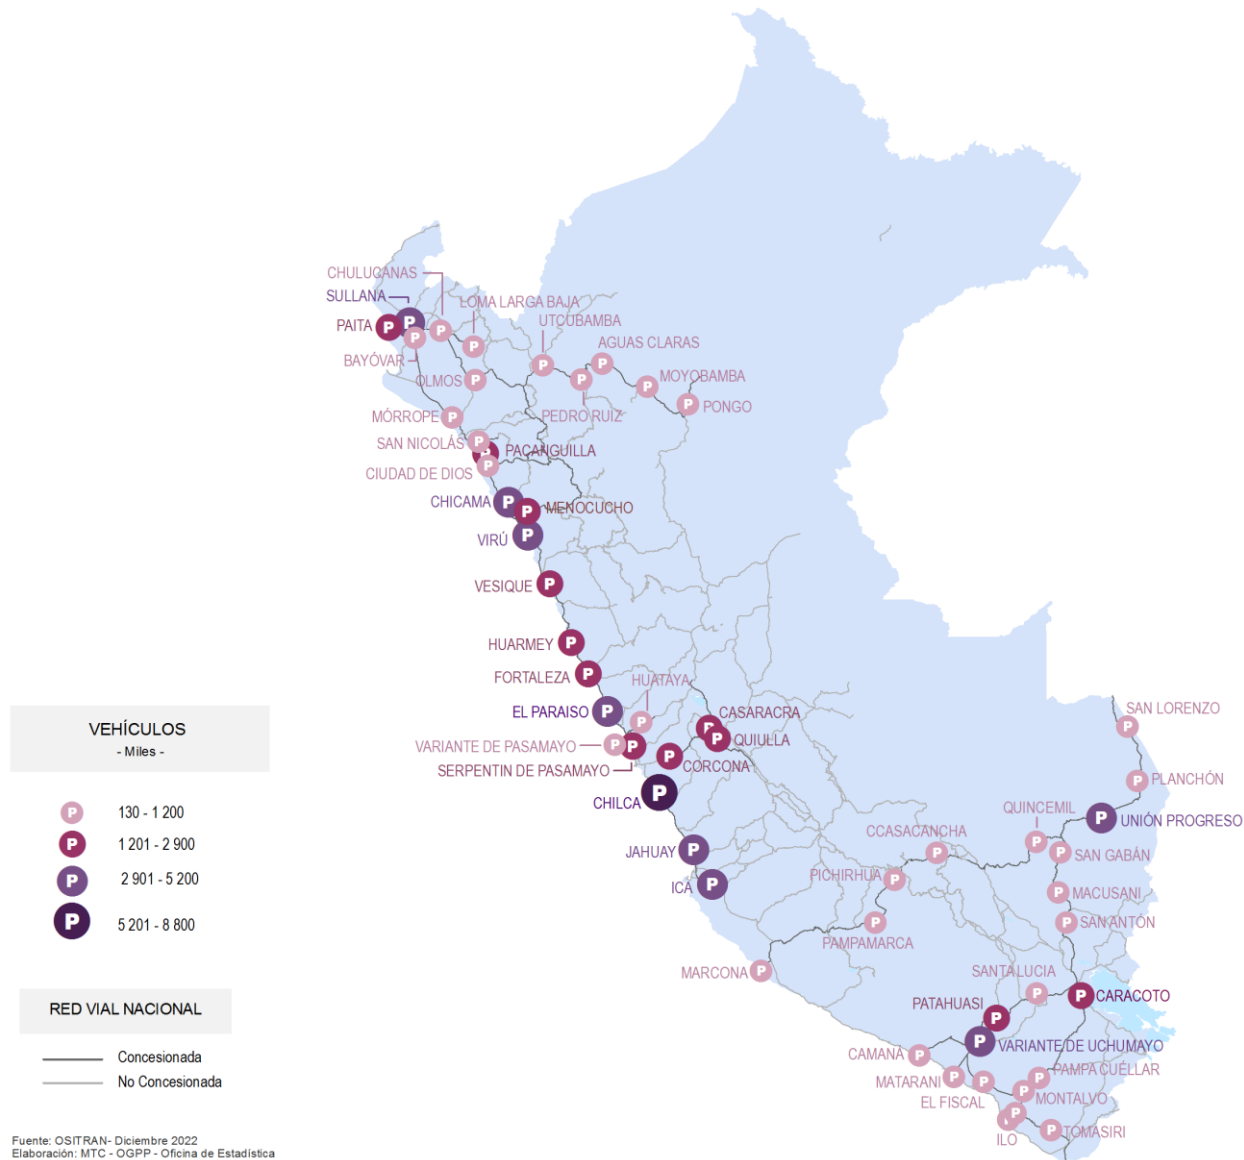 CHULUCANAS
SULLANA
LOMA LARGA BAJA
PAITA
UTCUBAMBA
AGUAS CLARAS
BAYÓVAR
OLMOS
MOYOBAMBA
PEDRO RUIZ
PONGO
MÓRROPE
SAN NICOLÁS
PACANGUILLA
CIUDAD DE DIOS
CHICAMA
MENOCUCHO
VIRÚ
VESIQUE
HUARMEY
FORTALEZA
HUATAYA
EL PARAISO
CASARACRA
VARIANTE DE PASAMAYO
QUIULLA
SERPENTIN DE PASAMAYO
CORCONA
CHILCA
SAN LORENZO
PLANCHÓN
QUINCEMIL
UNIÓN PROGRESO
CCASACANCHA
JAHUAY
SAN GABÁN
ICA
PICHIRHUA
MACUSANI
PAMPAMARCA
SAN ANTÓN
MARCONA
SANTA LUCIA
CARACOTO
PATAHUASI
VARIANTE DE UCHUMAYO
CAMANÁ
PAMPA CUÉLLAR
MATARANI
EL FISCAL
MONTALVO
ILO
TOMASIRI
VEHÍCULOS
- Miles -
P 130 - 1 200
P 1 201 - 2 900
P 2 901 - 5 200
P 5 201 - 8 800
RED VIAL NACIONAL
Concesionada
No Concesionada
Fuente: OSITRAN- Diciembre 2022
Elaboración: MTC - OGPP - Oficina de Estadística